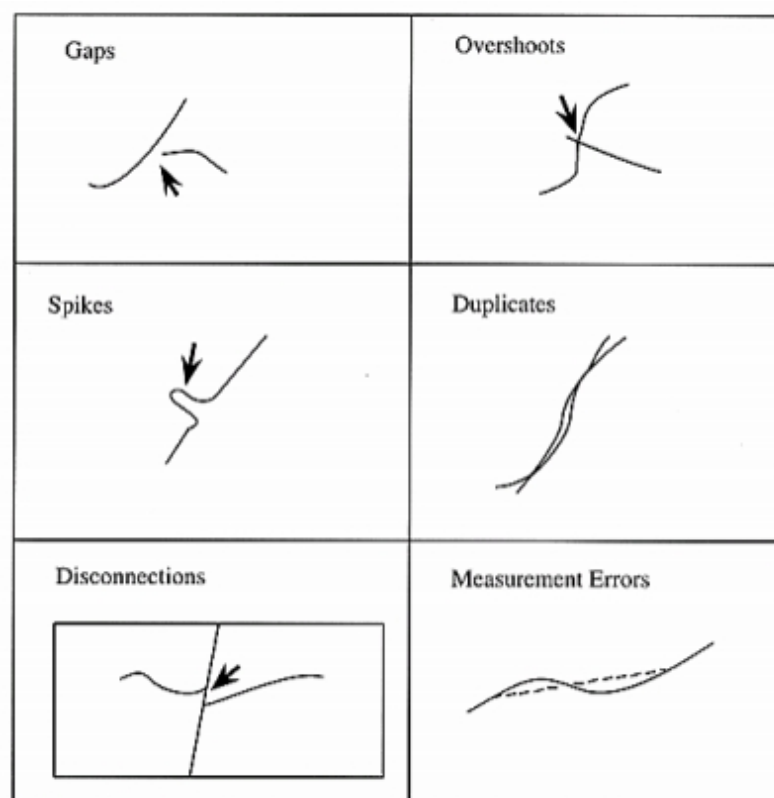 Gaps
Overshoots
Spikes
Duplicates
Disconnections
Measurement Errors